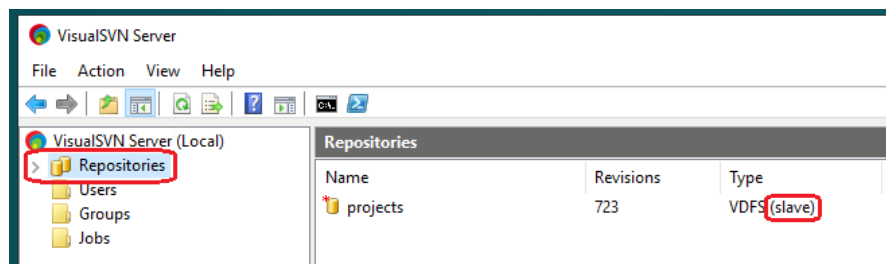 VisualSVN Server
File Action View Help
VisualSVN Server (Local)
Repositories
Users
Groups
Jobs
Repositories
Name Revisions Type
projects 723 VDFS (slave)